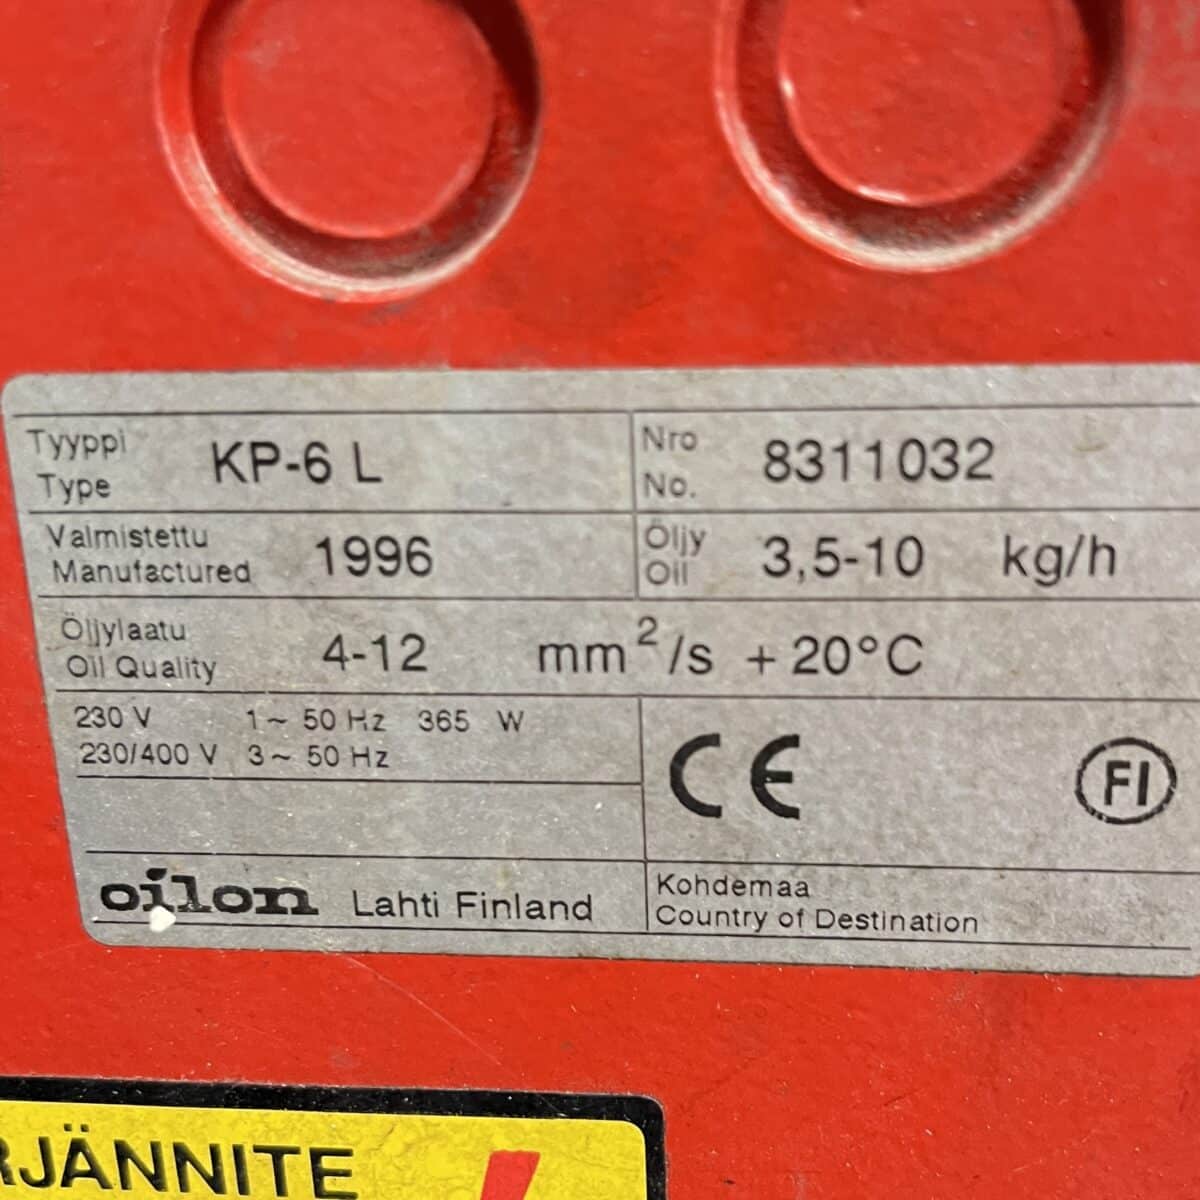 Tyyppi
Type
KP-6 L
Nro
No.
8311032
Valmistettu
Manufactured
1996
Öljy
Oil
3,5-10 kg/h
Öljylaatu
Oil Quality
4-12 mm²/s +20°C
230 V 1~ 50 Hz 365 W
230/400 V 3~ 50 Hz
CE
FI
oilon Lahti Finland
Kohdemaa
Country of Destination
RJÄNNITE